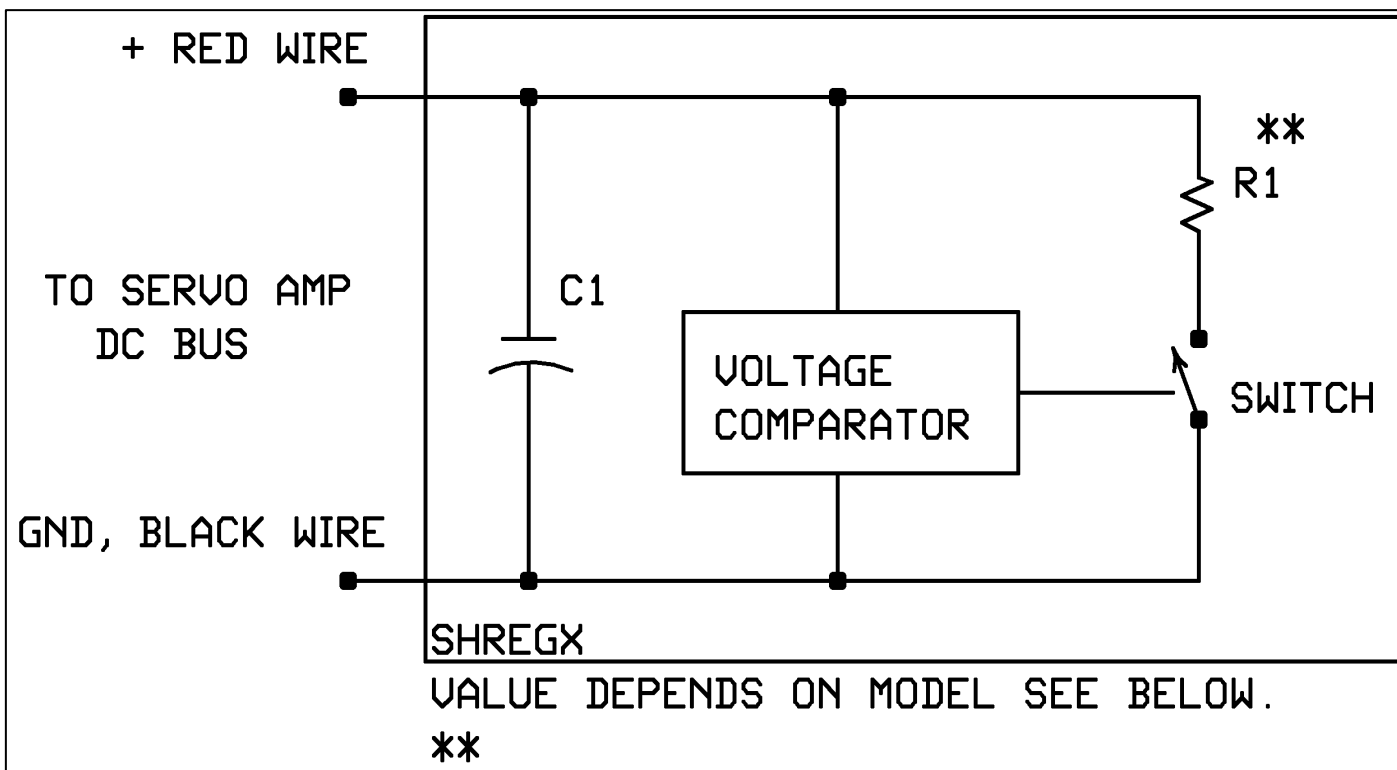 + RED WIRE
**
R1
TO SERVO AMP
DC BUS
C1
VOLTAGE
COMPARATOR
SWITCH
GND, BLACK WIRE
SHREGX
VALUE DEPENDS ON MODEL SEE BELOW.
**